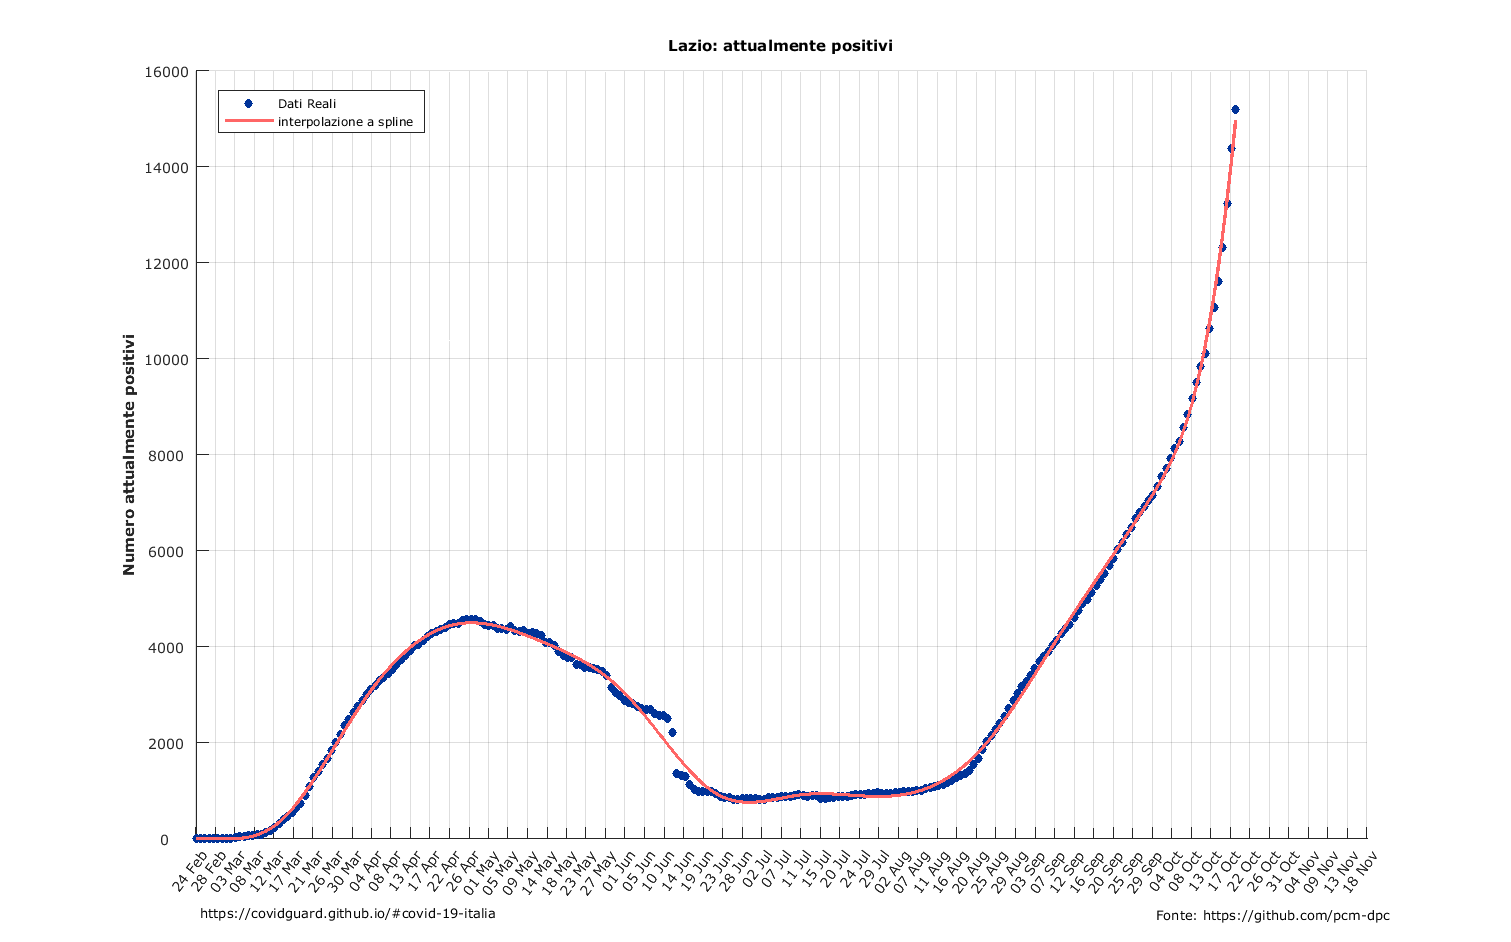 Lazio: attualmente positivi
Dati Reali
interpolazione a spline
Numero attualmente positivi
16000
14000
12000
10000
8000
6000
4000
2000
0
24 Feb
28 Feb
03 Mar
08 Mar
12 Mar
17 Mar
21 Mar
26 Mar
30 Mar
04 Apr
08 Apr
13 Apr
17 Apr
22 Apr
26 Apr
01 May
05 May
09 May
14 May
18 May
23 May
27 May
01 Jun
05 Jun
10 Jun
14 Jun
19 Jun
23 Jun
28 Jun
02 Jul
07 Jul
11 Jul
15 Jul
20 Jul
24 Jul
29 Jul
02 Aug
07 Aug
11 Aug
16 Aug
20 Aug
25 Aug
29 Aug
03 Sep
07 Sep
12 Sep
16 Sep
20 Sep
25 Sep
29 Sep
04 Oct
08 Oct
13 Oct
17 Oct
22 Oct
26 Oct
31 Oct
04 Nov
09 Nov
13 Nov
18 Nov
https://covidguard.github.io/#covid-19-italia
Fonte: https://github.com/pcm-dpc